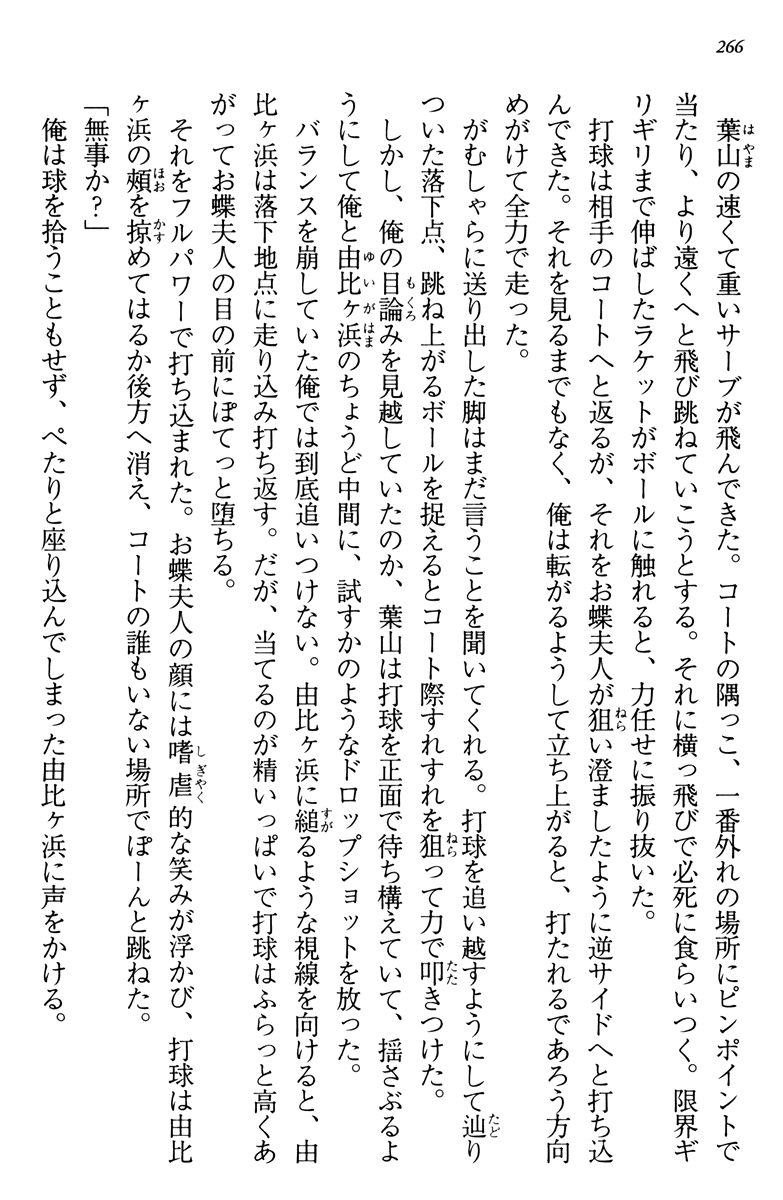 266
葉山の速くて重いサーブが飛んできた。コートの隅っこ、一番外れの場所にピンポイントで
当たり、より遠くへと飛び跳ねていこうとする。それに横っ飛びで必死に食らいつく。限界ギ
リギリまで伸ばしたラケットがボールに触れると、力任せに振り抜いた。
打球は相手のコートへと返るが、それをお蝶夫人が狙い澄ましたように逆サイドへと打ち込
んできた。それを見るまでもなく、俺は転がるようして立ち上がると、打たれるであろう方向
めがけて全力で走った。
がむしゃらに送り出した脚はまだ言うことを聞いてくれる。打球を追い越すようにして辿り
ついた落下点、跳ね上がるボールを捉えるとコート際すれすれを狙って力で叩きつけた。
しかし、俺の目論みを見越していたのか、葉山は打球を正面で待ち構えていて、揺さぶるよ
うにして俺と由比ヶ浜のちょうど中間に、試すかのようなドロップショットを放った。
バランスを崩していた俺では到底追いつけない。由比ヶ浜に縋るような視線を向けると、由
比ヶ浜は落下地点に走り込み打ち返す。だが、当てるのが精いっぱいで打球はふらっと高くあ
がってお蝶夫人の目の前にぽてっと堕ちる。
それをフルパワーで打ち込まれた。お蝶夫人の顔には嗜虐的な笑みが浮かび、打球は由比
ヶ浜の頰を掠めてはるか後方へ消え、コートの誰もいない場所でぽーんと跳ねた。
「無事か?」
俺は球を拾うこともせず、ぺたりと座り込んでしまった由比ヶ浜に声をかける。